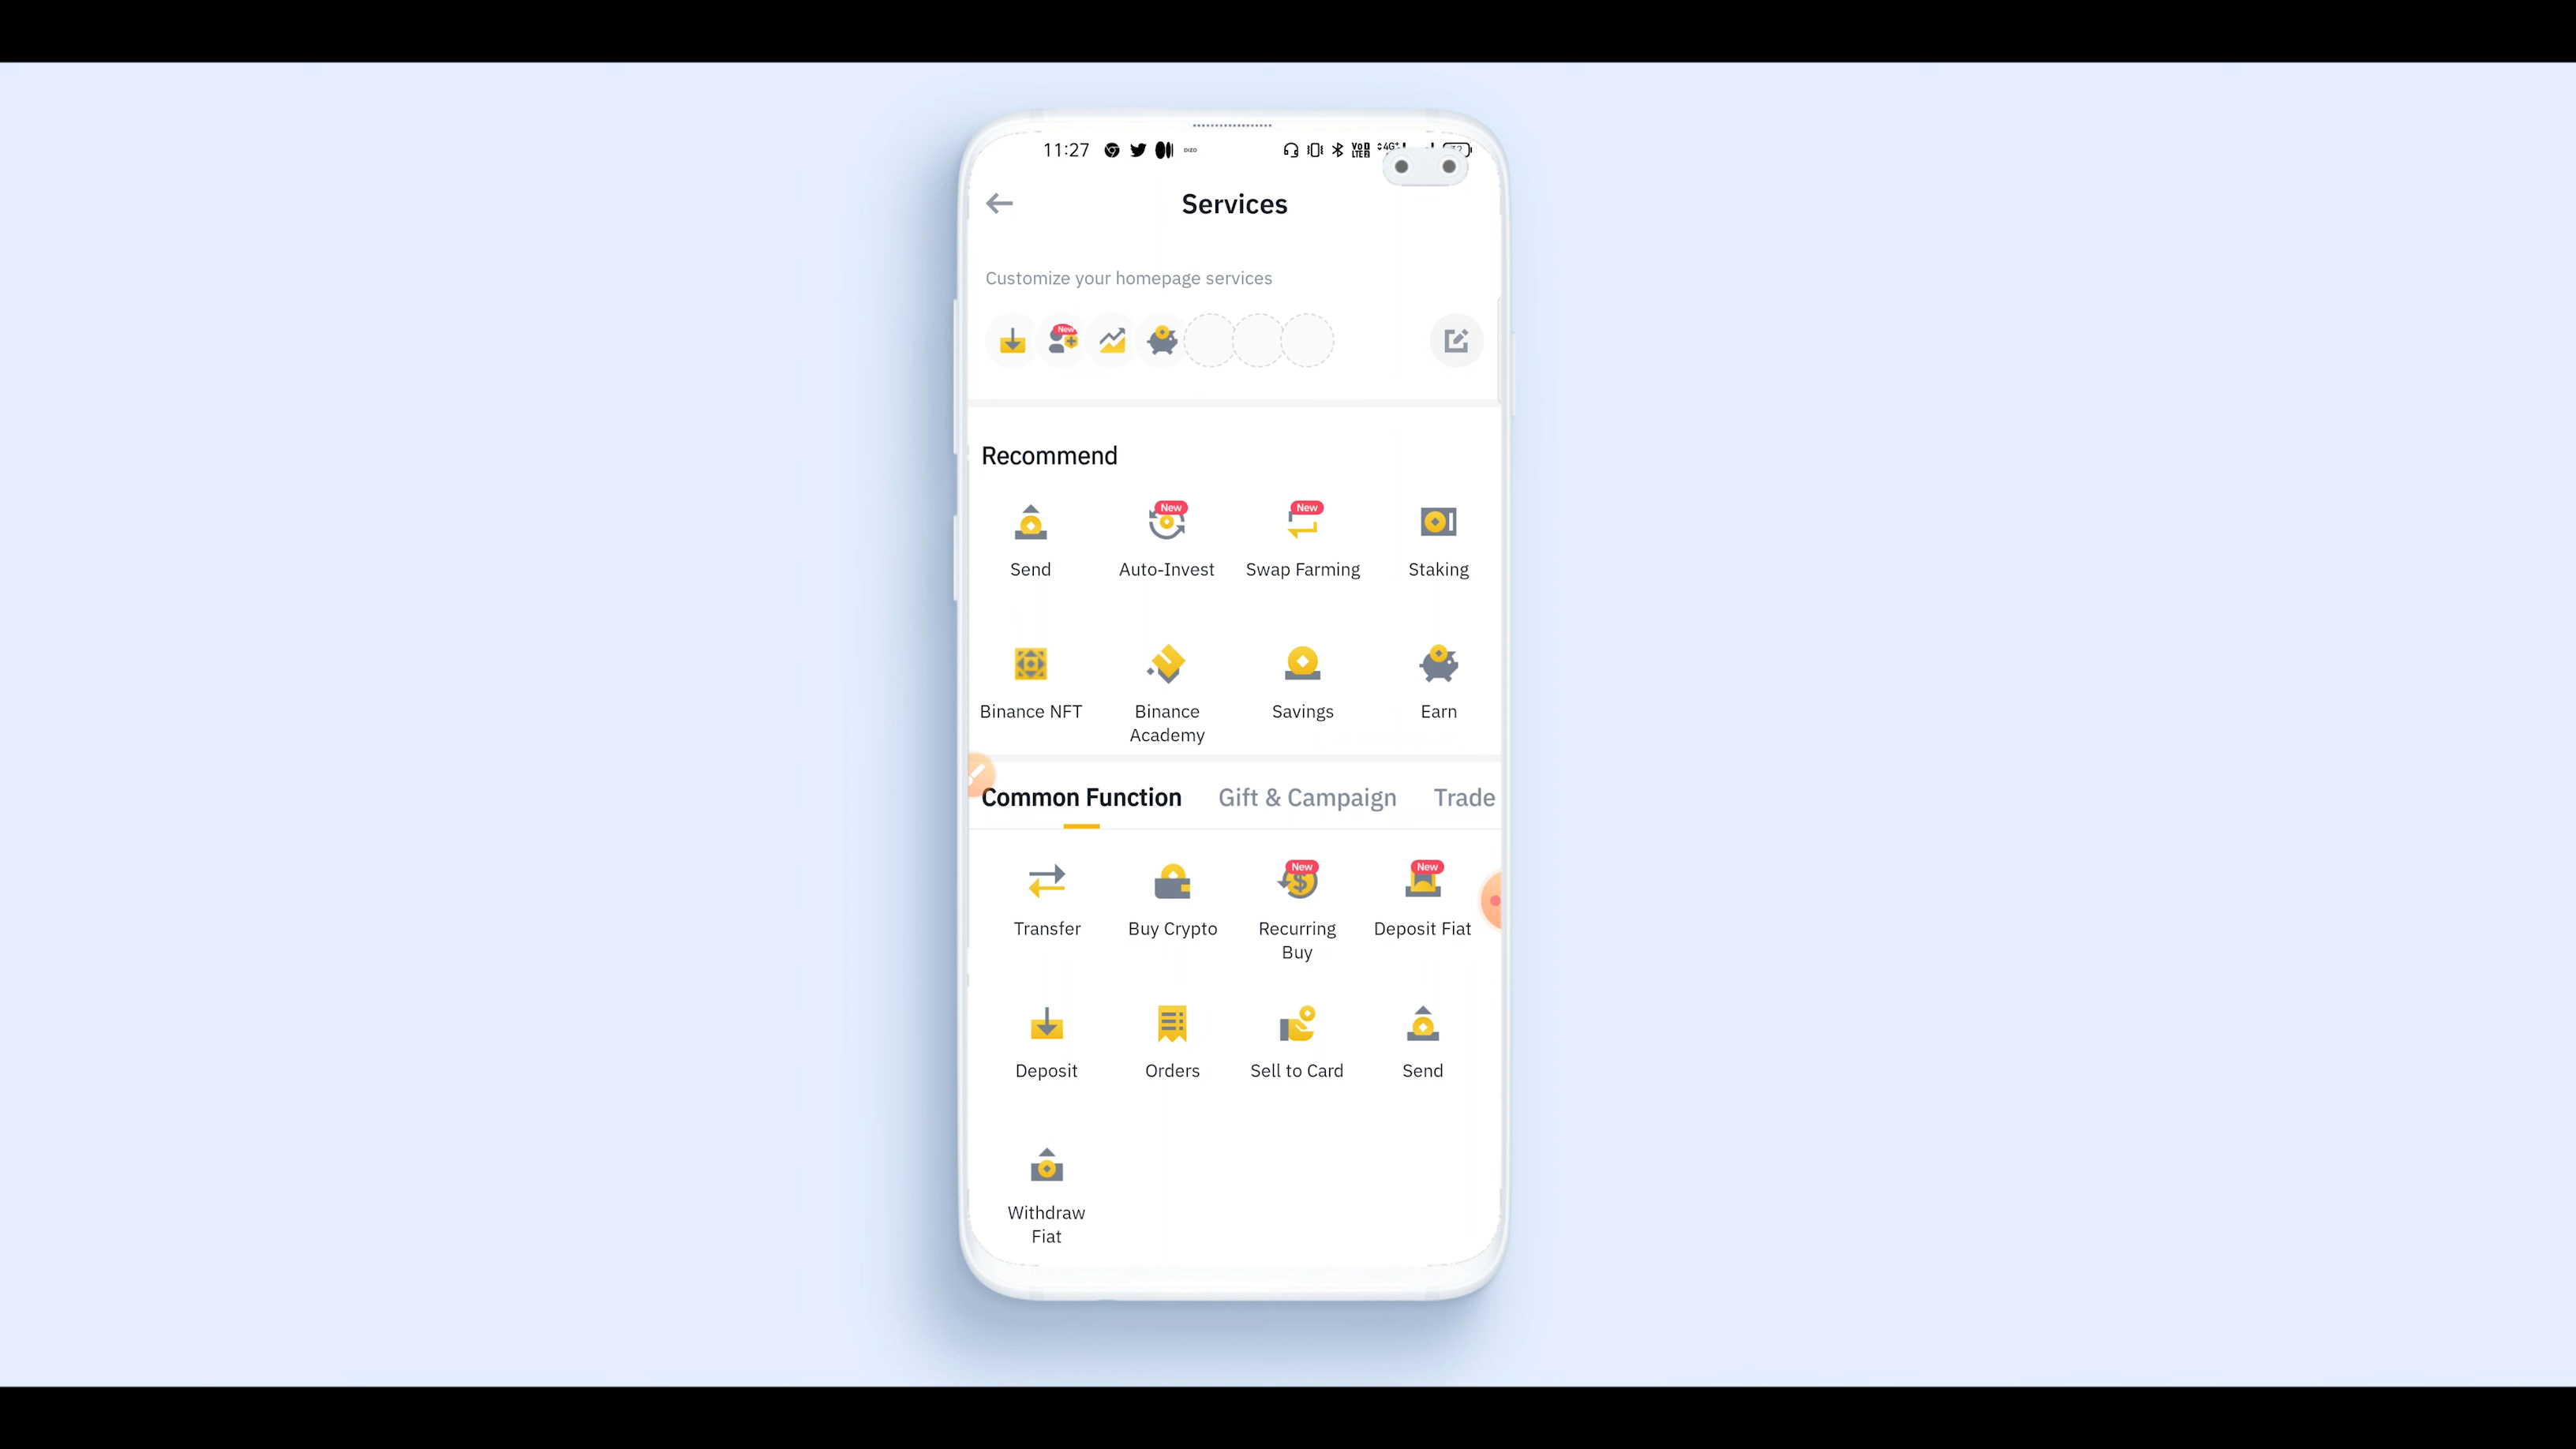 11:27 DIZO
Services
Customize your homepage services
New
Recommend
New New
Send Auto-Invest Swap Farming Staking
Binance NFT Binance Academy Savings Earn
Common Function Gift & Campaign Trade
New New
Transfer Buy Crypto Recurring Buy Deposit Fiat
Deposit Orders Sell to Card Send
Withdraw
Fiat